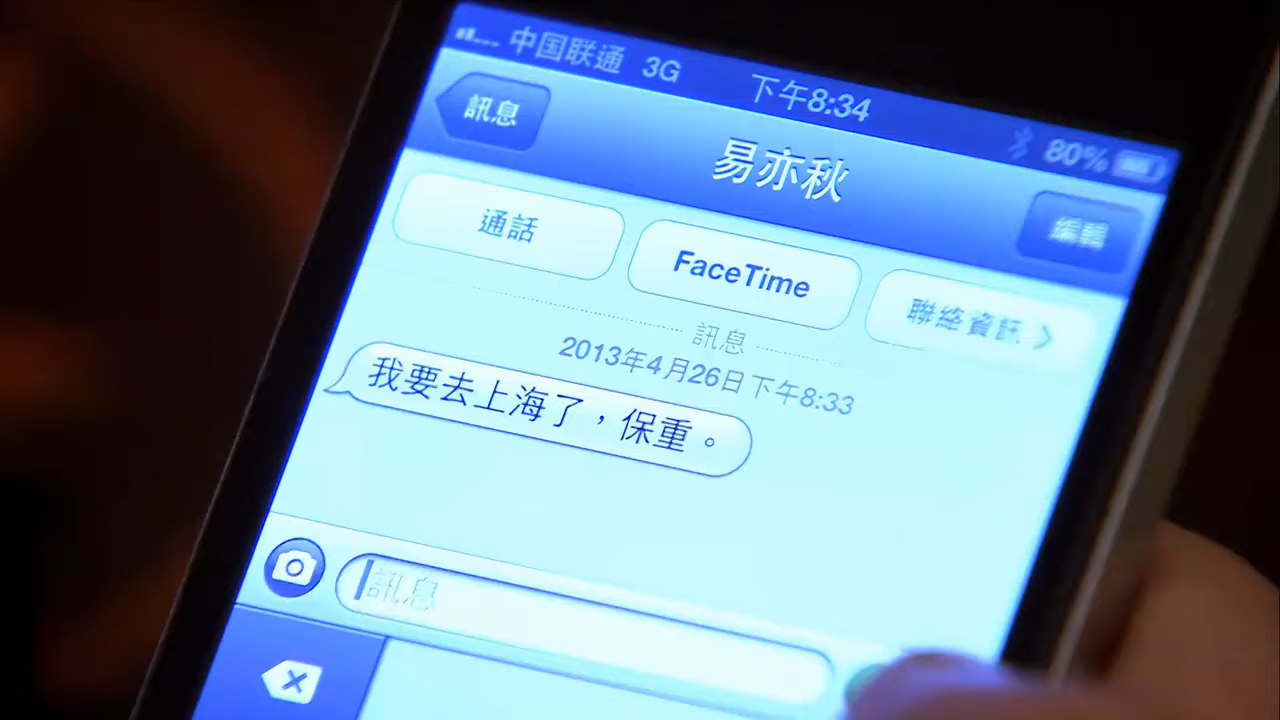 中国联通 3G 下午8:34 80%
訊息 易亦秋 編輯
通話 FaceTime 聯絡資訊
訊息
2013年4月26日下午8:33
我要去上海了，保重。
訊息